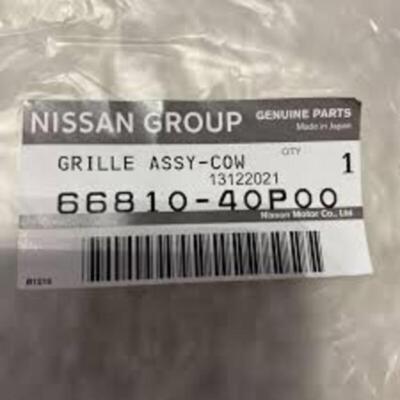 NISSAN GROUP GENUINE PARTS
Made in Japan
GRILLE ASSY-COW QTY 1
13122021
66810-40P00
Nissan Motor Co., Ltd